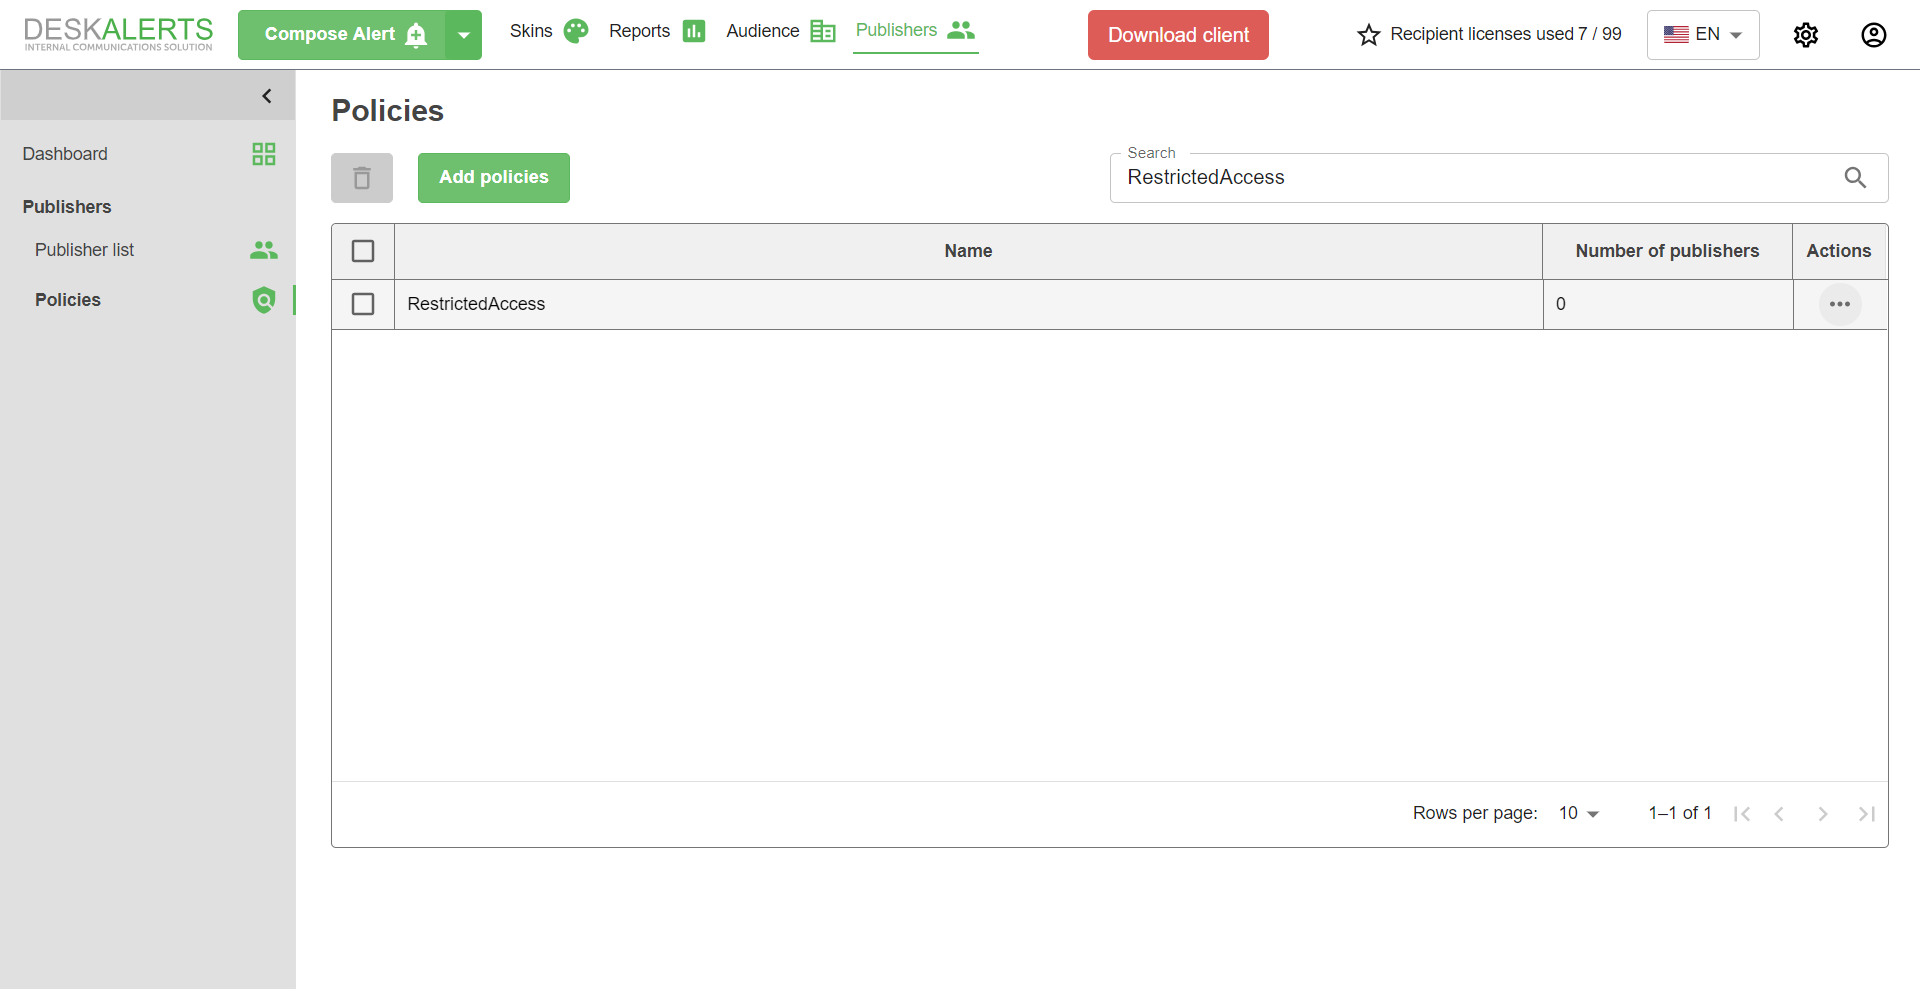 DESKALERTS
INTERNAL COMMUNICATIONS SOLUTION
Compose Alert
Skins
Reports
Audience
Publishers
Download client
Recipient licenses used 7 / 99
EN
Dashboard
Publishers
Publisher list
Policies
Policies
Add policies
Search
RestrictedAccess
Name
Number of publishers
Actions
RestrictedAccess
0
Rows per page:
10
1–1 of 1